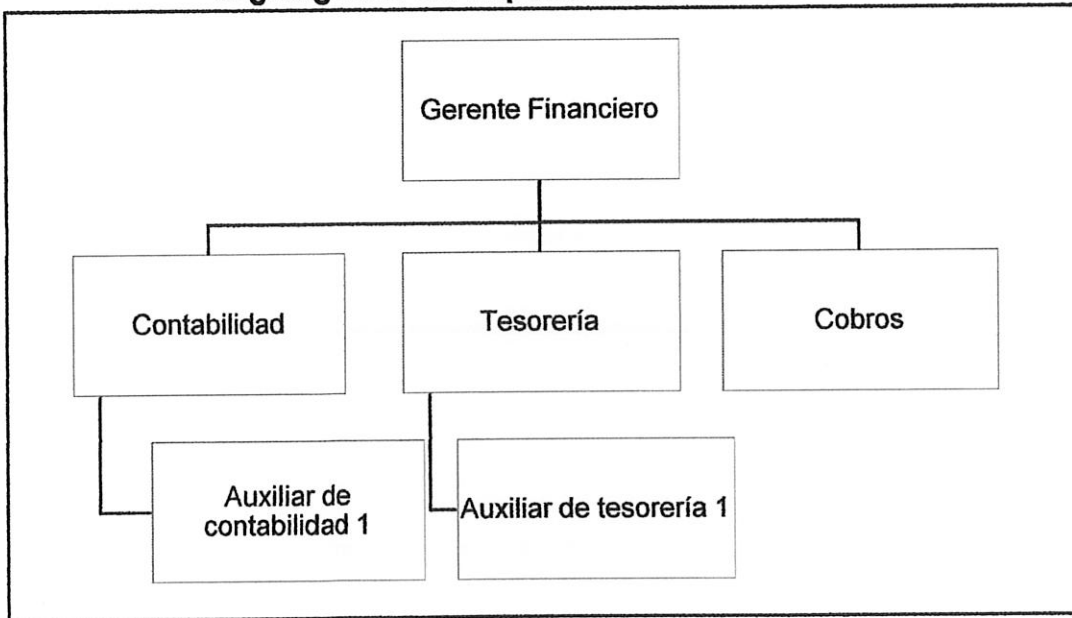 Gerente Financiero
Contabilidad
Tesorería
Cobros
Auxiliar de
contabilidad 1
Auxiliar de tesorería 1